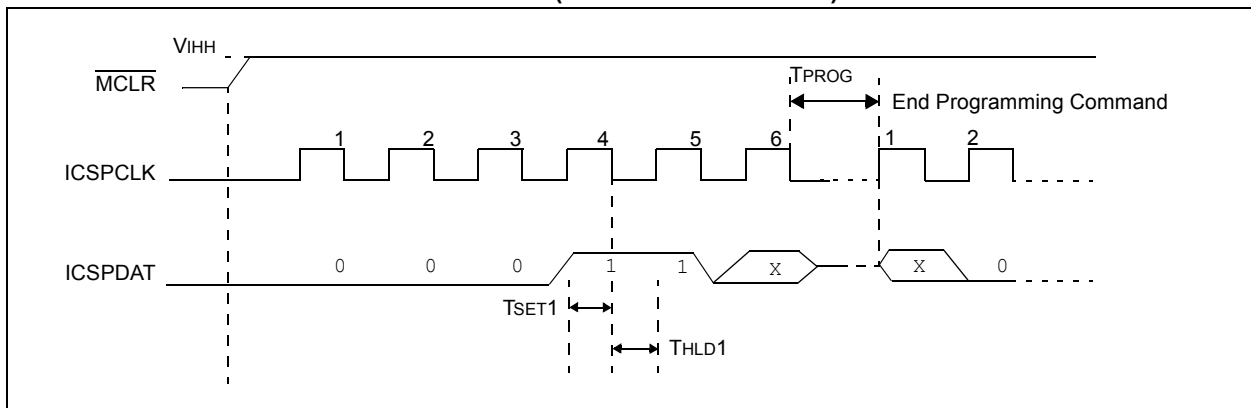 VIHH
MCLR
TPROG
End Programming Command
1 2 3 4 5 6 1 2
ICSPCLK
ICSPDAT
0 0 0 1 1 X X 0
TSET1
THLD1